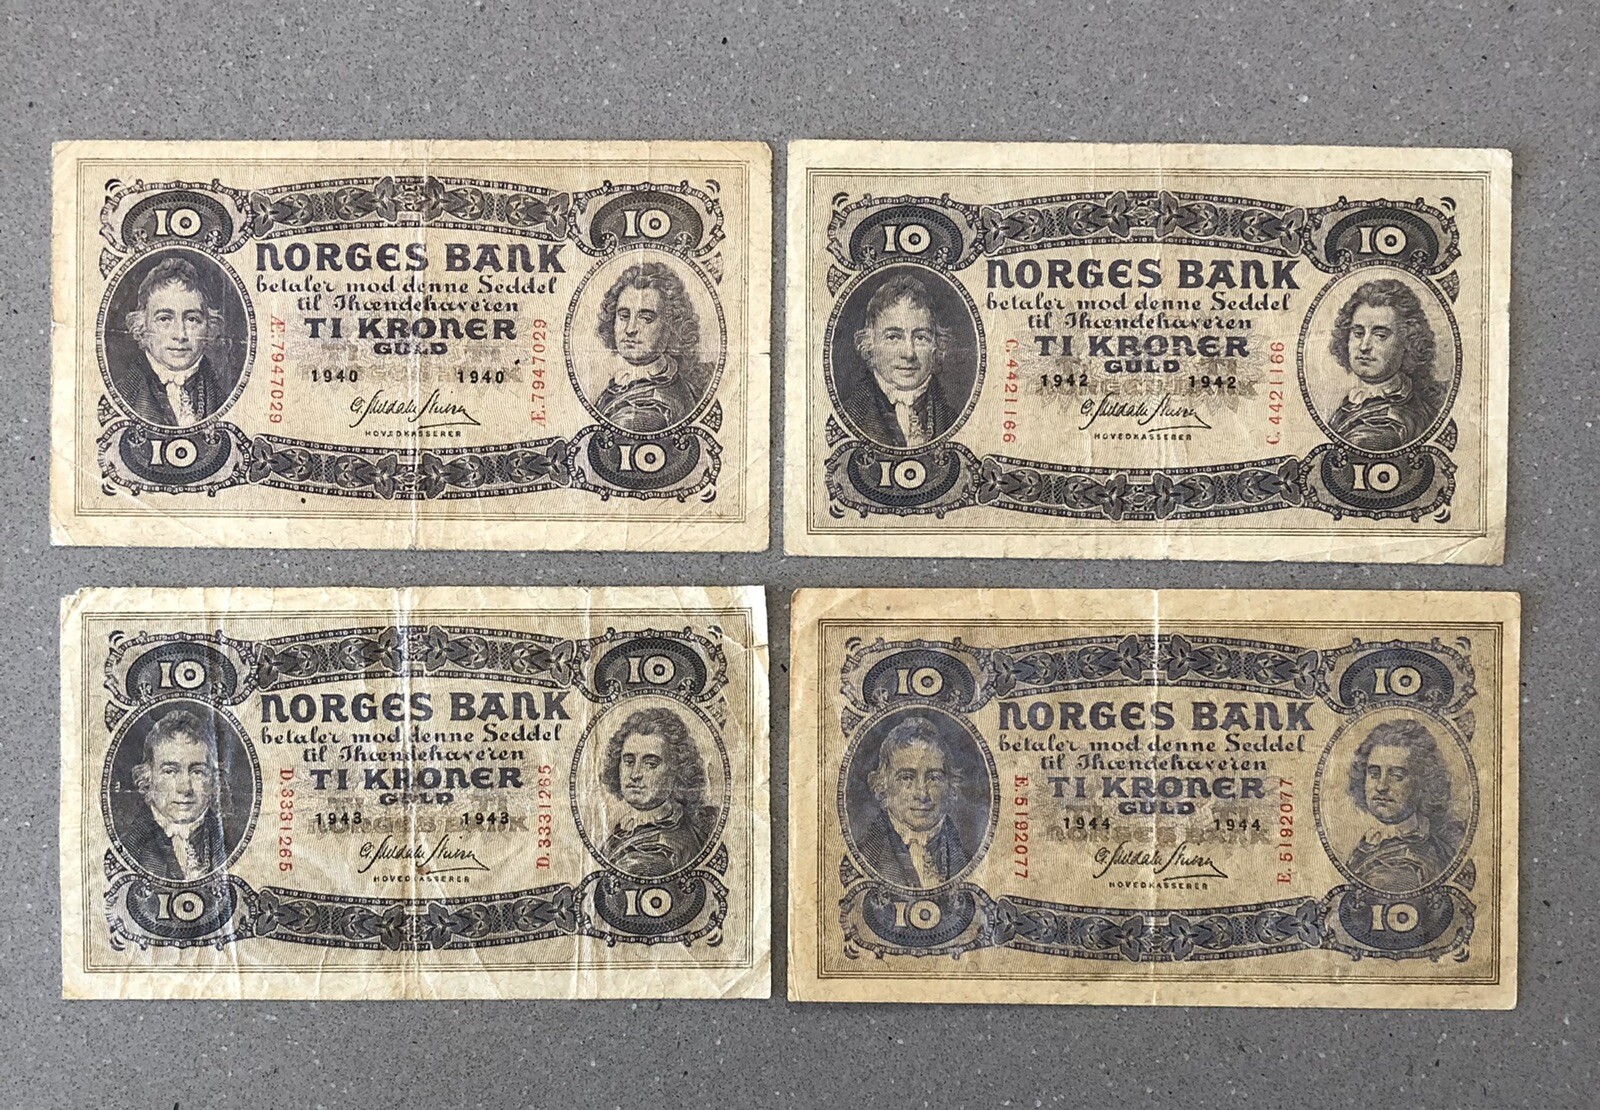 10 10
NORGES BANK
betaler mod denne Seddel
til Ihændehaveren
TI KRONER
GULD
Æ.7947029 Æ.7947029
1940 1940
HOVEDKASSERER
10 10
10 10
NORGES BANK
betaler mod denne Seddel
til Ihændehaveren
TI KRONER
GULD
C.4421166 C.4421166
1942 1942
HOVEDKASSERER
10 10
10 10
NORGES BANK
betaler mod denne Seddel
til Ihændehaveren
TI KRONER
GULD
D.3331265 D.3331265
1943 1943
HOVEDKASSERER
10 10
10 10
NORGES BANK
betaler mod denne Seddel
til Ihændehaveren
TI KRONER
GULD
E.5192077 E.5192077
1944 1944
HOVEDKASSERER
10 10